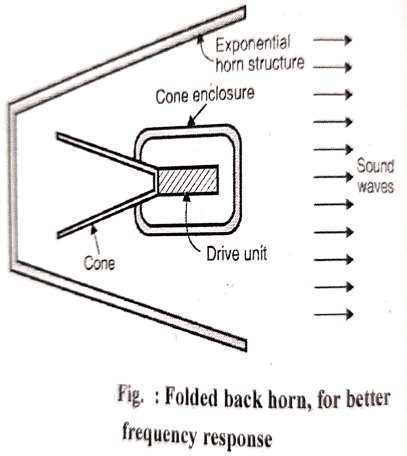 Exponential
horn structure
Cone enclosure
Sound
waves
Drive unit
Cone
Fig. : Folded back horn, for better
frequency response